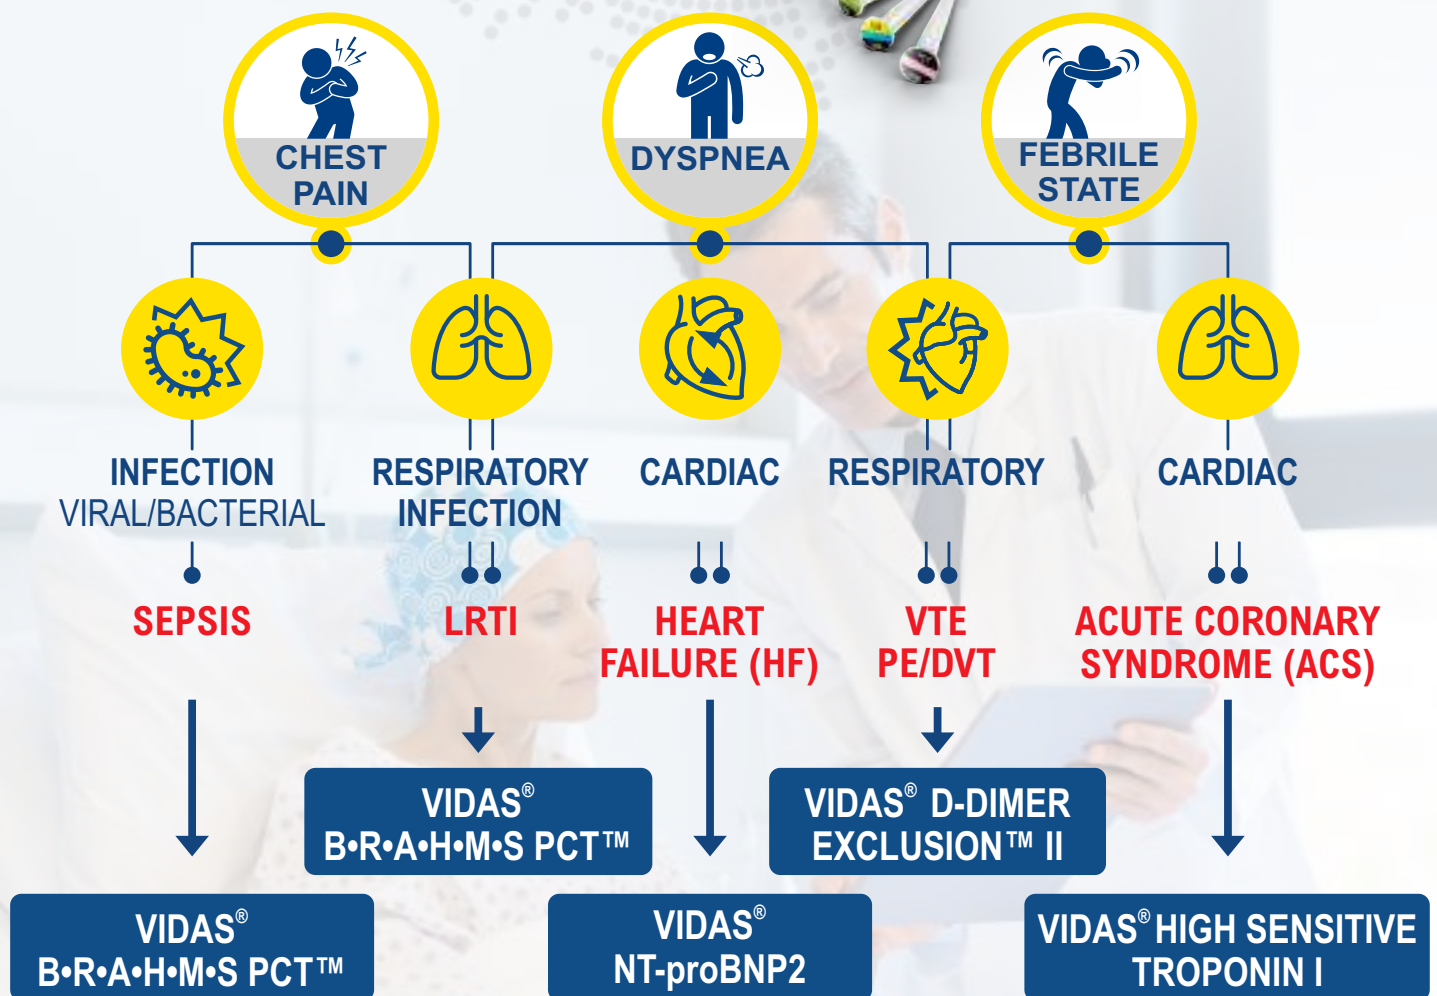 CHEST
PAIN
DYSPNEA
FEBRILE
STATE
INFECTION
VIRAL/BACTERIAL
RESPIRATORY
INFECTION
CARDIAC
RESPIRATORY
CARDIAC
SEPSIS
LRTI
HEART
FAILURE (HF)
VTE
PE/DVT
ACUTE CORONARY
SYNDROME (ACS)
VIDAS®
B•R•A•H•M•S PCT™
VIDAS® D-DIMER
EXCLUSION™ II
VIDAS®
B•R•A•H•M•S PCT™
VIDAS®
NT-proBNP2
VIDAS® HIGH SENSITIVE
TROPONIN I